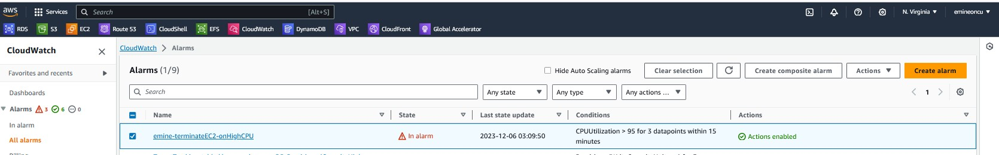 aws Services Search [Alt+S] N. Virginia emineoncu
RDS S3 EC2 Route 53 CloudShell EFS CloudWatch DynamoDB VPC CloudFront Global Accelerator
CloudWatch
Favorites and recents
Dashboards
Alarms 3 6 0
In alarm
All alarms
Billing
CloudWatch Alarms
Alarms (1/9) Hide Auto Scaling alarms Clear selection Create composite alarm Actions Create alarm
Search Any state Any type Any actions ... 1
Name State Last state update Conditions Actions
emine-terminateEC2-onHighCPU In alarm 2023-12-06 03:09:50 CPUUtilization > 95 for 3 datapoints within 15
minutes Actions enabled